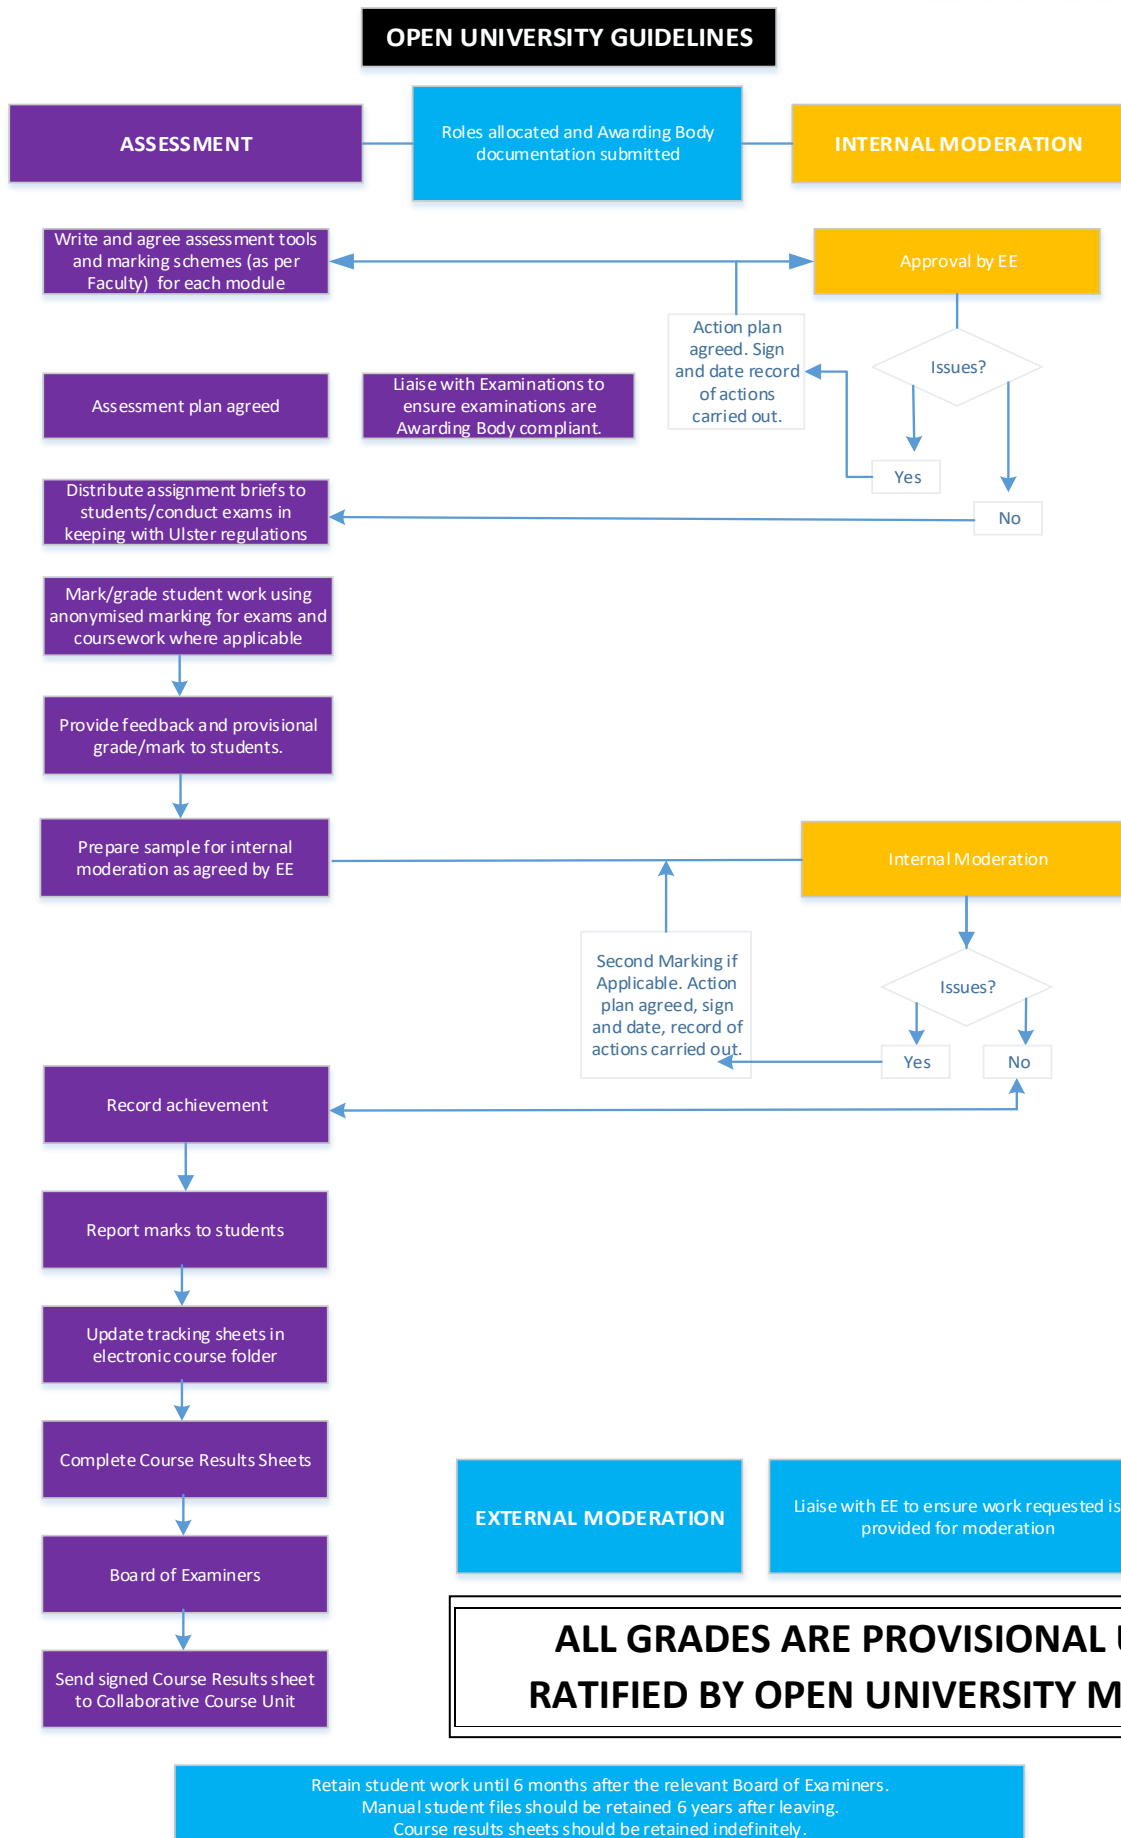 OPEN UNIVERSITY GUIDELINES
ASSESSMENT
Roles allocated and Awarding Body
documentation submitted
INTERNAL MODERATION
Write and agree assessment tools
and marking schemes (as per
Faculty) for each module
Approval by EE
Action plan
agreed. Sign
and date record
of actions
carried out.
Issues?
Assessment plan agreed
Liaise with Examinations to
ensure examinations are
Awarding Body compliant.
Yes
No
Distribute assignment briefs to
students/conduct exams in
keeping with Ulster regulations
Mark/grade student work using
anonymised marking for exams and
coursework where applicable
Provide feedback and provisional
grade/mark to students.
Prepare sample for internal
moderation as agreed by EE
Internal Moderation
Second Marking if
Applicable. Action
plan agreed, sign
and date, record of
actions carried out.
Issues?
Yes
No
Record achievement
Report marks to students
Update tracking sheets in
electronic course folder
Complete Course Results Sheets
EXTERNAL MODERATION
Liaise with EE to ensure work requested is
provided for moderation
Board of Examiners
ALL GRADES ARE PROVISIONAL
RATIFIED BY OPEN UNIVERSITY
Send signed Course Results sheet
to Collaborative Course Unit
Retain student work until 6 months after the relevant Board of Examiners.
Manual student files should be retained 6 years after leaving.
Course results sheets should be retained indefinitely.